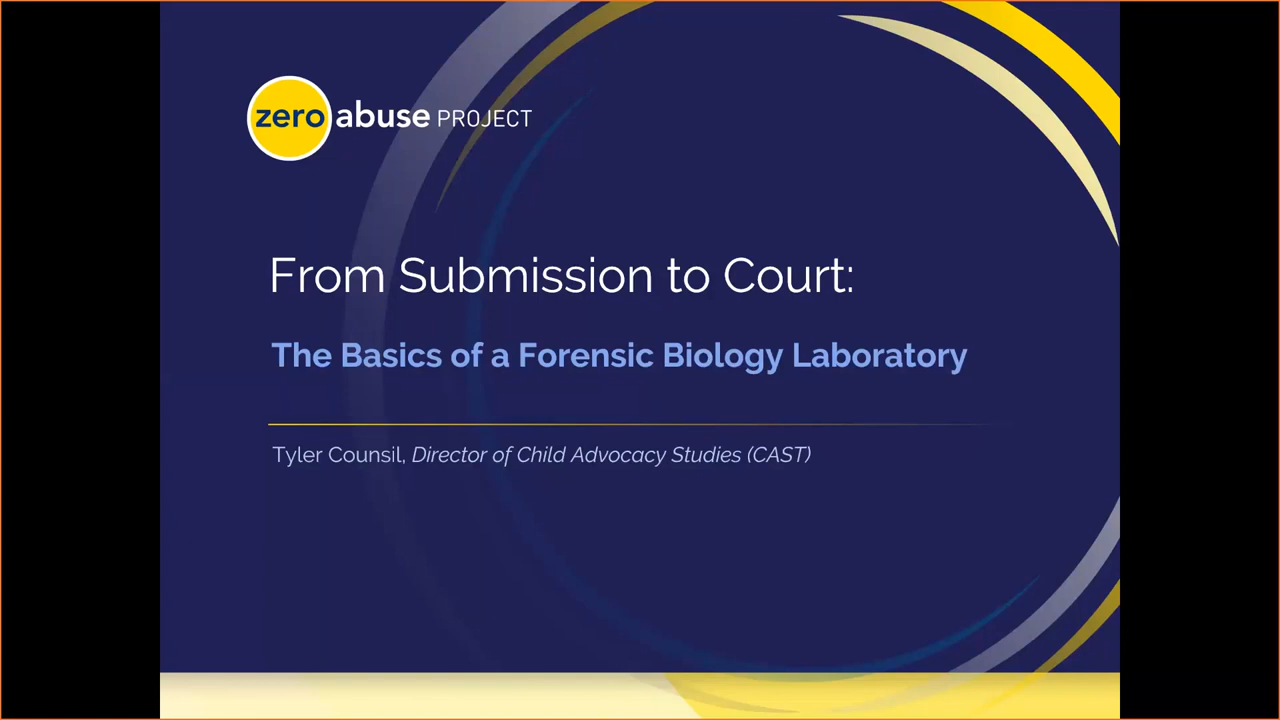 zero abuse PROJECT
From Submission to Court:
The Basics of a Forensic Biology Laboratory
Tyler Counsil, Director of Child Advocacy Studies (CAST)